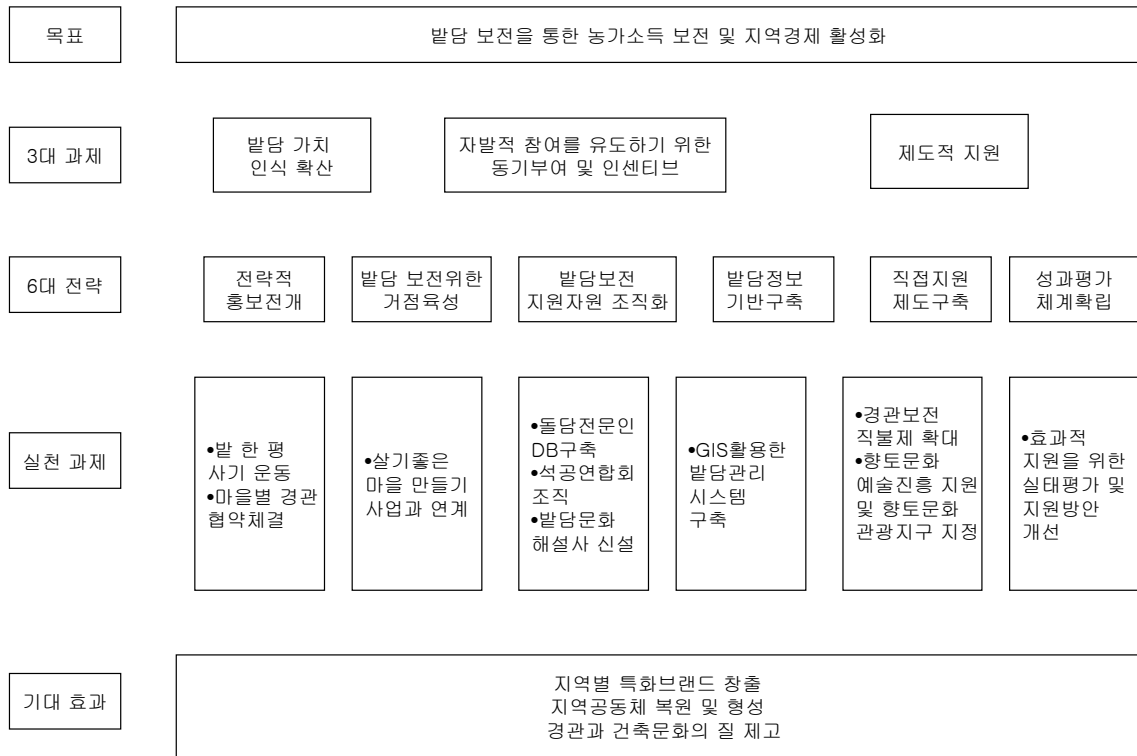 목표
밭담 보전을 통한 농가소득 보전 및 지역경제 활성화
3대 과제
밭담 가치
인식 확산
자발적 참여를 유도하기 위한
동기부여 및 인센티브
제도적 지원
6대 전략
전략적
홍보전개
밭담 보전위한
거점육성
밭담보전
지원자원 조직화
밭담정보
기반구축
직접지원
제도구축
성과평가
체계확립
실천 과제
•밭 한 평
사기 운동
•마을별 경관
협약체결
•살기좋은
마을 만들기
사업과 연계
•돌담전문인
DB구축
•석공연합회
조직
•밭담문화
해설사 신설
•GIS활용한
밭담관리
시스템
구축
•경관보전
직불제 확대
•향토문화
예술진흥 지원
및 향토문화
관광지구 지정
•효과적
지원을 위한
실태평가 및
지원방안
개선
기대 효과
지역별 특화브랜드 창출
지역공동체 복원 및 형성
경관과 건축문화의 질 제고